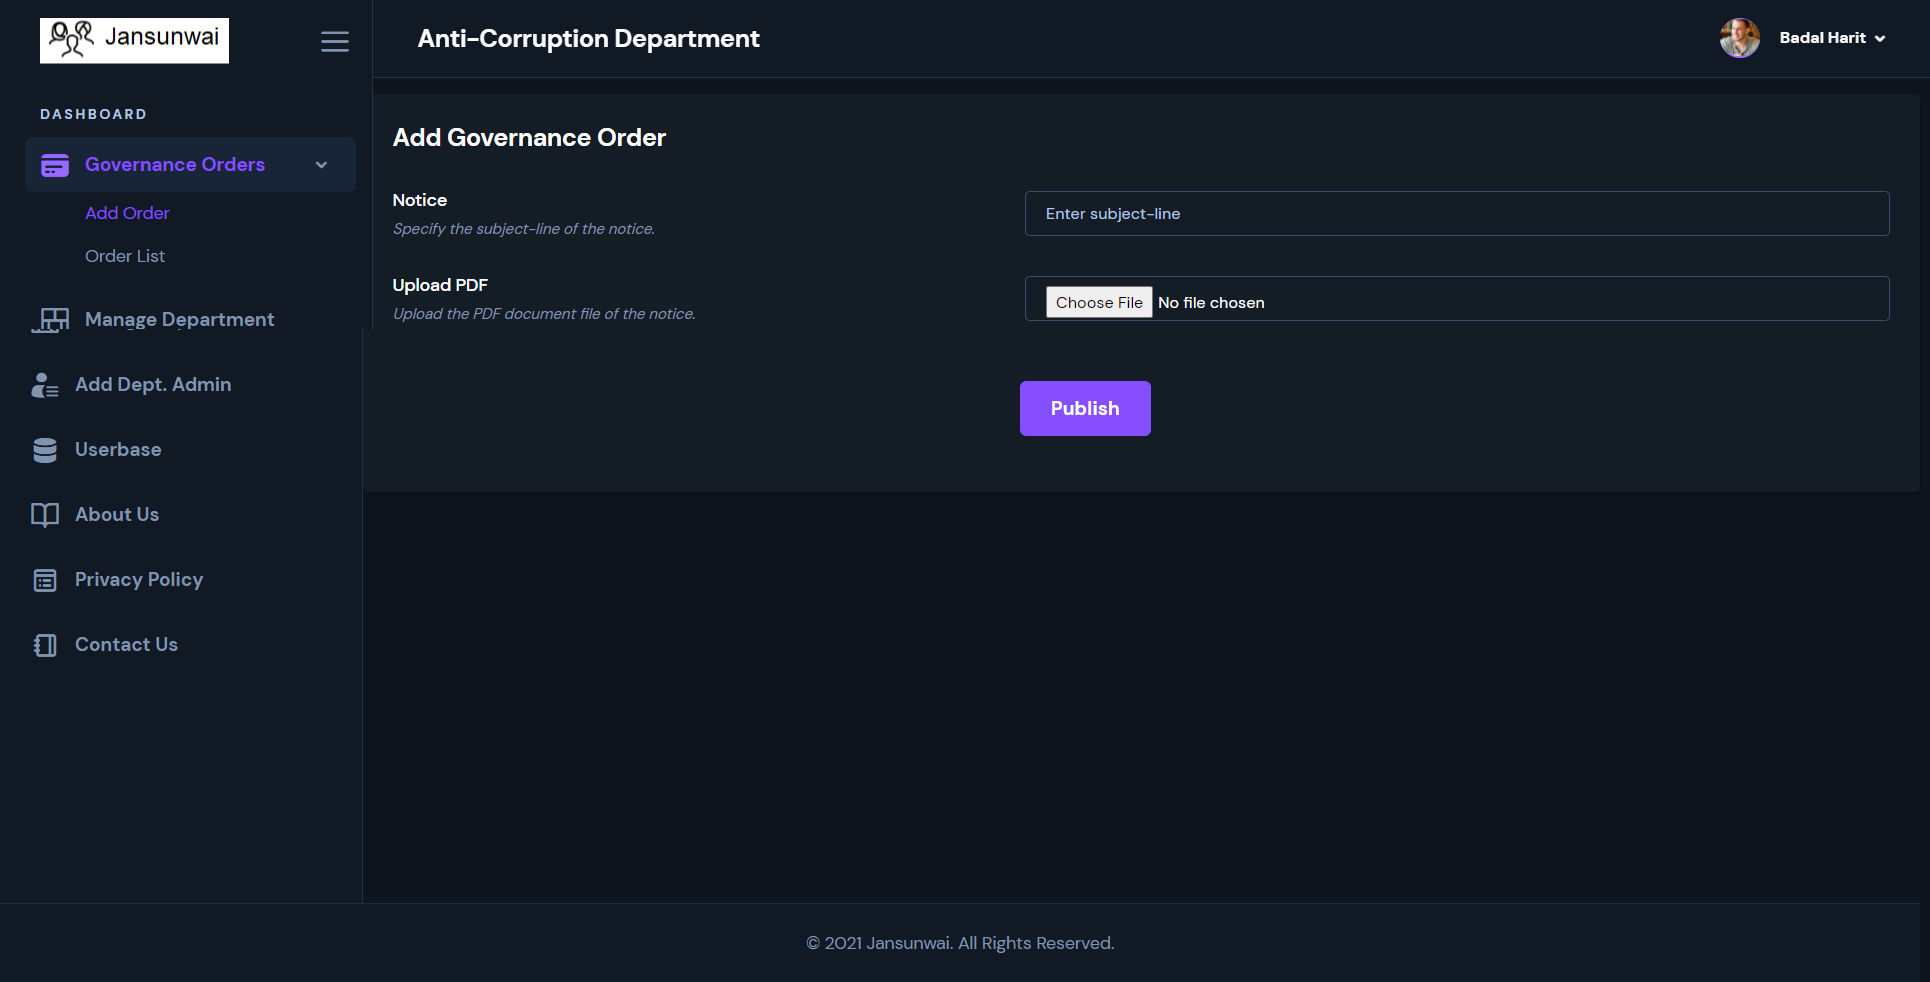 Jansunwai
Anti-Corruption Department
Badal Harit
DASHBOARD
Governance Orders
Add Order
Order List
Manage Department
Add Dept. Admin
Userbase
About Us
Privacy Policy
Contact Us
Add Governance Order
Notice
Specify the subject-line of the notice.
Enter subject-line
Upload PDF
Upload the PDF document file of the notice.
Choose File No file chosen
Publish
© 2021 Jansunwai. All Rights Reserved.